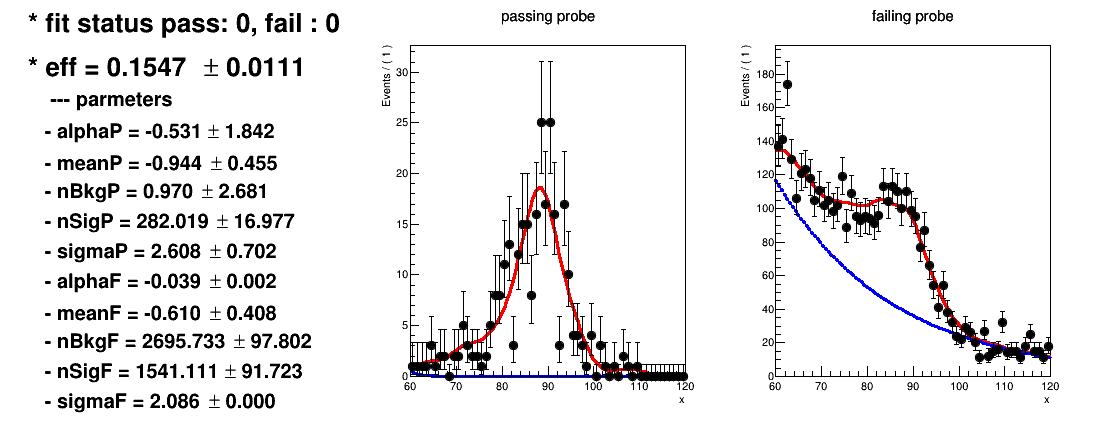 * fit status pass: 0, fail : 0
* eff = 0.1547 ± 0.0111
--- parmeters
- alphaP = -0.531 ± 1.842
- meanP = -0.944 ± 0.455
- nBkgP = 0.970 ± 2.681
- nSigP = 282.019 ± 16.977
- sigmaP = 2.608 ± 0.702
- alphaF = -0.039 ± 0.002
- meanF = -0.610 ± 0.408
- nBkgF = 2695.733 ± 97.802
- nSigF = 1541.111 ± 91.723
- sigmaF = 2.086 ± 0.000
passing probe
Events / ( 1 )
30
25
20
15
10
5
0
60 70 80 90 100 110 120
x
failing probe
Events / ( 1 )
180
160
140
120
100
80
60
40
20
0
60 70 80 90 100 110 120
x